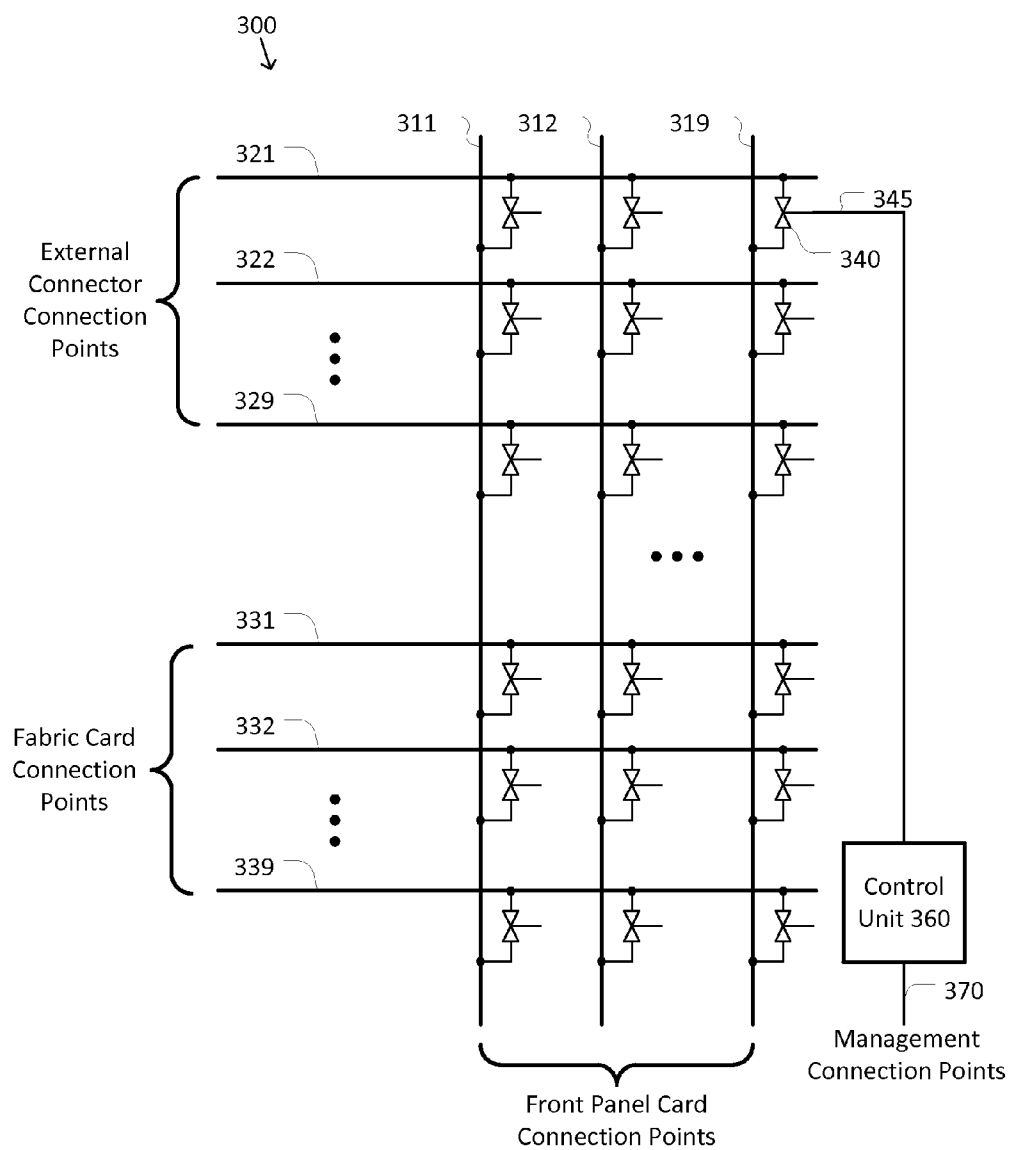 300
311
312
319
321
345
External
Connector
Connection
Points
322
340
329
331
Fabric Card
Connection
Points
332
339
Control
Unit 360
370
Management
Connection Points
Front Panel Card
Connection Points